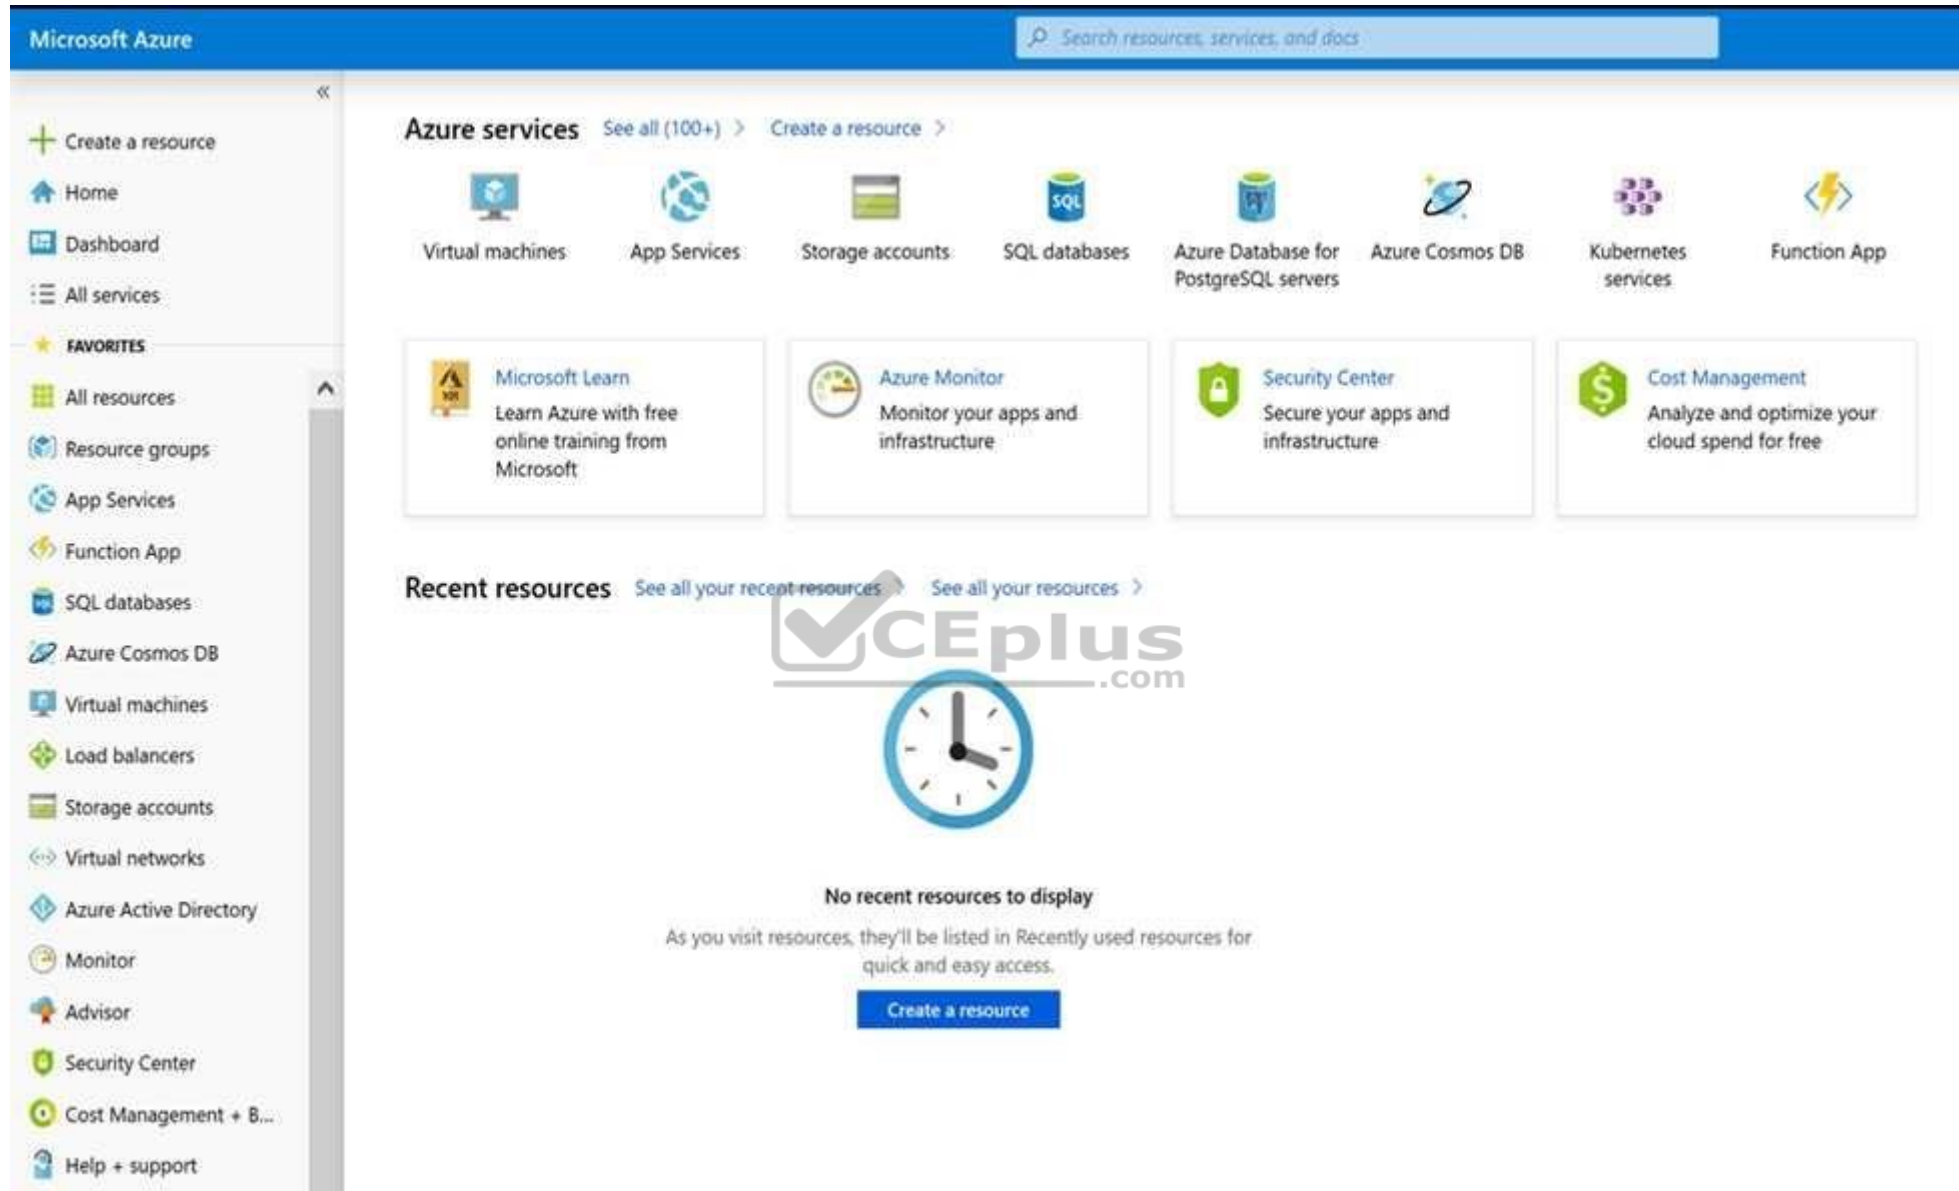 Microsoft Azure
Search resources, services, and docs
«
Create a resource
Home
Dashboard
All services
FAVORITES
All resources
Resource groups
App Services
Function App
SQL databases
Azure Cosmos DB
Virtual machines
Load balancers
Storage accounts
Virtual networks
Azure Active Directory
Monitor
Advisor
Security Center
Cost Management + B...
Help + support
Azure services See all (100+) > Create a resource >
Virtual machines
App Services
Storage accounts
SQL
SQL databases
Azure Database for
PostgreSQL servers
Azure Cosmos DB
Kubernetes
services
Function App
Microsoft Learn
Learn Azure with free
online training from
Microsoft
Azure Monitor
Monitor your apps and
infrastructure
Security Center
Secure your apps and
infrastructure
$
Cost Management
Analyze and optimize your
cloud spend for free
Recent resources See all your recent resources > See all your resources >
VCEplus
.com
No recent resources to display
As you visit resources, they'll be listed in Recently used resources for
quick and easy access.
Create a resource